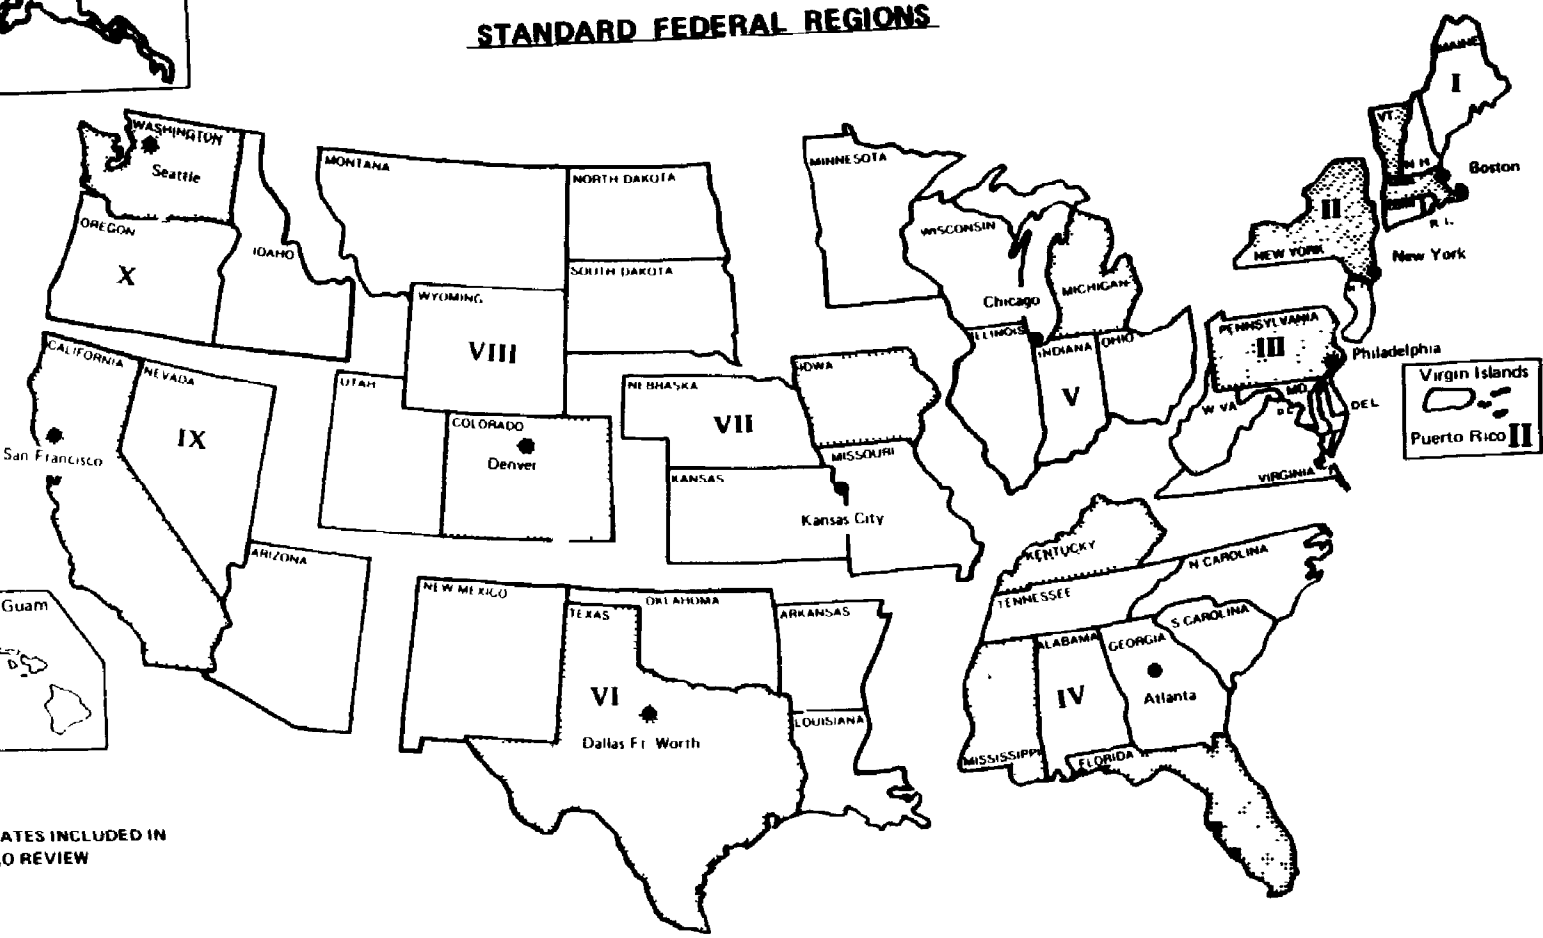 STANDARD FEDERAL REGIONS
MAINE
I
VT
N H
Boston
R I.
WASHINGTON
Seattle
OREGON
X
IDAHO
MONTANA
NORTH DAKOTA
SOUTH DAKOTA
WYOMING
VIII
MINNESOTA
WISCONSIN
MICHIGAN
Chicago
II
NEW YORK
New York
CALIFORNIA
NEVADA
IX
San Francisco
UTAH
COLORADO
Denver
NEBRASKA
VII
IOWA
KANSAS
MISSOURI
Kansas City
ILLINOIS
INDIANA
OHIO
V
PENNSYLVANIA
III
Philadelphia
MD
DEL
W VA
VIRGINIA
Virgin Islands
Puerto Rico II
ARIZONA
NEW MEXICO
TEXAS
OKLAHOMA
ARKANSAS
VI
Dallas Ft. Worth
LOUISIANA
KENTUCKY
TENNESSEE
N CAROLINA
S CAROLINA
ALABAMA
GEORGIA
Atlanta
IV
MISSISSIPPI
FLORIDA
Guam
ATES INCLUDED IN
O REVIEW